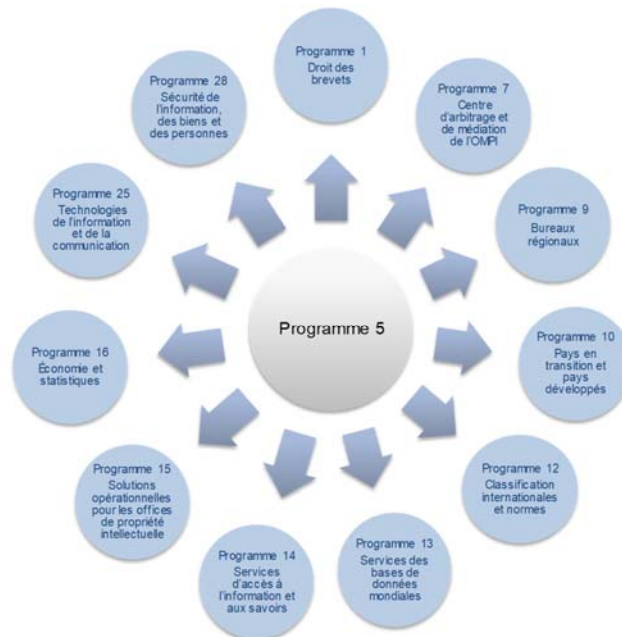 Programme 1
Droit des
brevets
Programme 7
Centre
d'arbitrage et
de médiation
de l'OMPI
Programme 9
Bureaux
régionaux
Programme 10
Pays en
transition et
pays
développés
Programme 12
Classification
internationales
et normes
Programme 13
Services des
bases de
données
mondiales
Programme 14
Services
d'accès à
l'information et
aux savoirs
Programme 15
Solutions
opérationnelles
pour les offices
de propriété
intellectuelle
Programme 16
Économie et
statistiques
Programme 25
Technologies
de l'information
et de la
communication
Programme 28
Sécurité de
l'information,
des biens et
des personnes
Programme 5